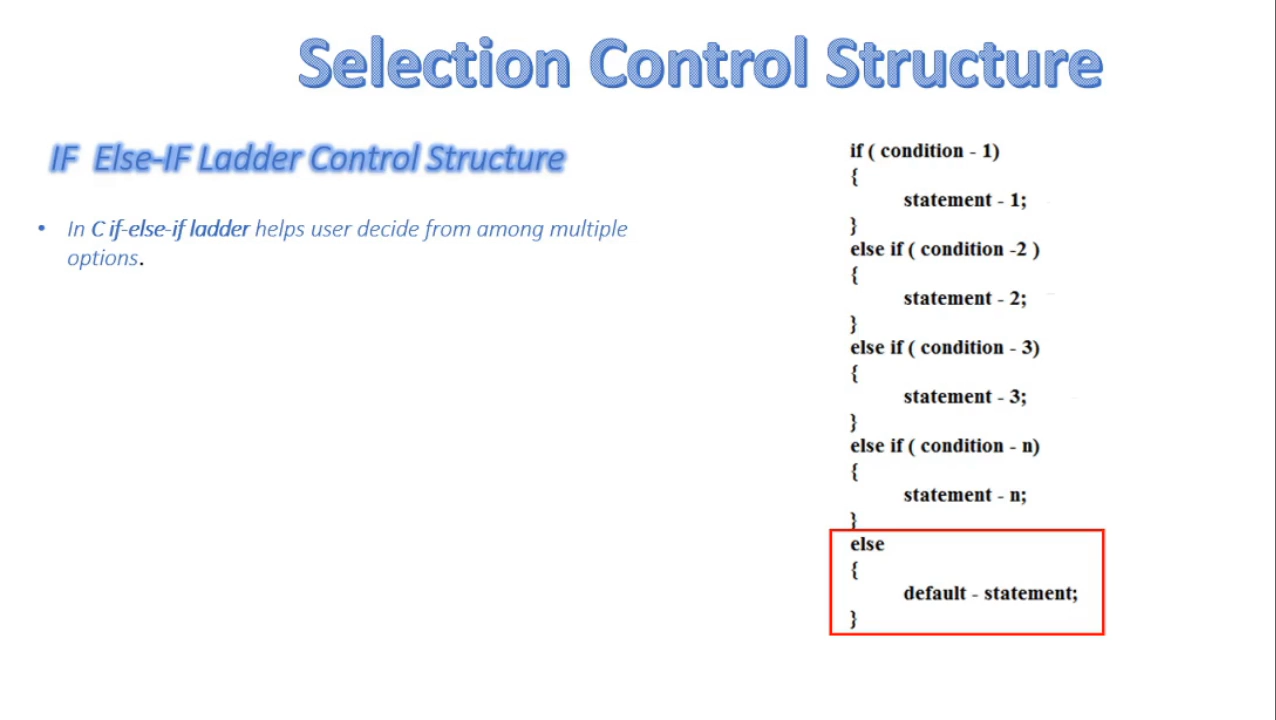 Selection Control Structure
IF Else-IF Ladder Control Structure
• In C if-else-if ladder helps user decide from among multiple
options.
if ( condition - 1)
{
statement - 1;
}
else if ( condition -2 )
{
statement - 2;
}
else if ( condition - 3)
{
statement - 3;
}
else if ( condition - n)
{
statement - n;
}
else
{
default - statement;
}